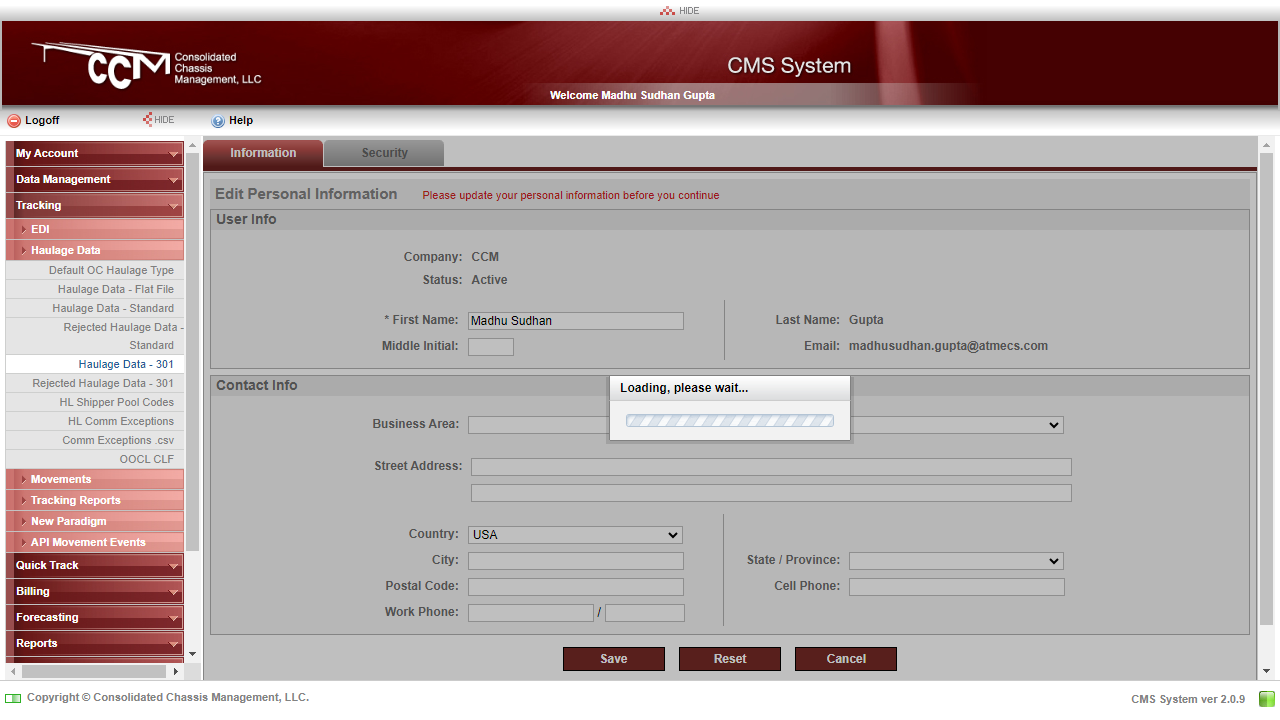 HIDE
CCM Consolidated
Chassis
Management, LLC
CMS System
Welcome Madhu Sudhan Gupta
Logoff
HIDE
Help
My Account
Data Management
Tracking
EDI
Haulage Data
Default OC Haulage Type
Haulage Data - Flat File
Haulage Data - Standard
Rejected Haulage Data -
Standard
Haulage Data - 301
Rejected Haulage Data - 301
HL Shipper Pool Codes
HL Comm Exceptions
Comm Exceptions .csv
OOCL CLF
Movements
Tracking Reports
New Paradigm
API Movement Events
Quick Track
Billing
Forecasting
Reports
Information Security
Edit Personal Information Please update your personal information before you continue
User Info
Company: CCM
Status: Active
* First Name: Madhu Sudhan Last Name: Gupta
Middle Initial: Email: madhusudhan.gupta@atmecs.com
Contact Info
Loading, please wait...
Business Area:
Street Address:
Country: USA
City: State / Province:
Postal Code: Cell Phone:
Work Phone: /
Save Reset Cancel
Copyright © Consolidated Chassis Management, LLC. CMS System ver 2.0.9